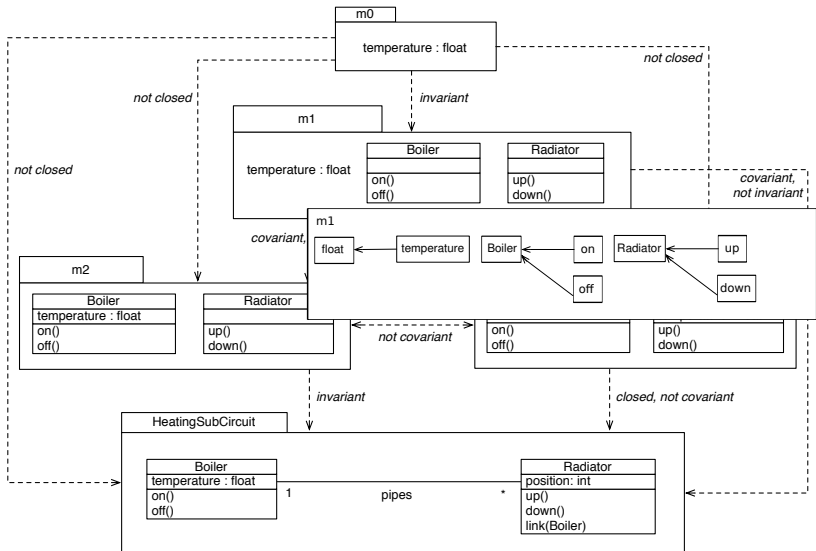 m0
temperature : float
not closed
not closed
invariant
not closed
m1
temperature : float
Boiler
on()
off()
Radiator
up()
down()
covariant,
not invariant
m1
float
temperature
Boiler
on
off
Radiator
up
down
covariant,
m2
Boiler
temperature : float
on()
off()
Radiator
up()
down()
not covariant
on()
off()
up()
down()
invariant
closed, not covariant
HeatingSubCircuit
Boiler
temperature : float
on()
off()
1
pipes
*
Radiator
position: int
up()
down()
link(Boiler)